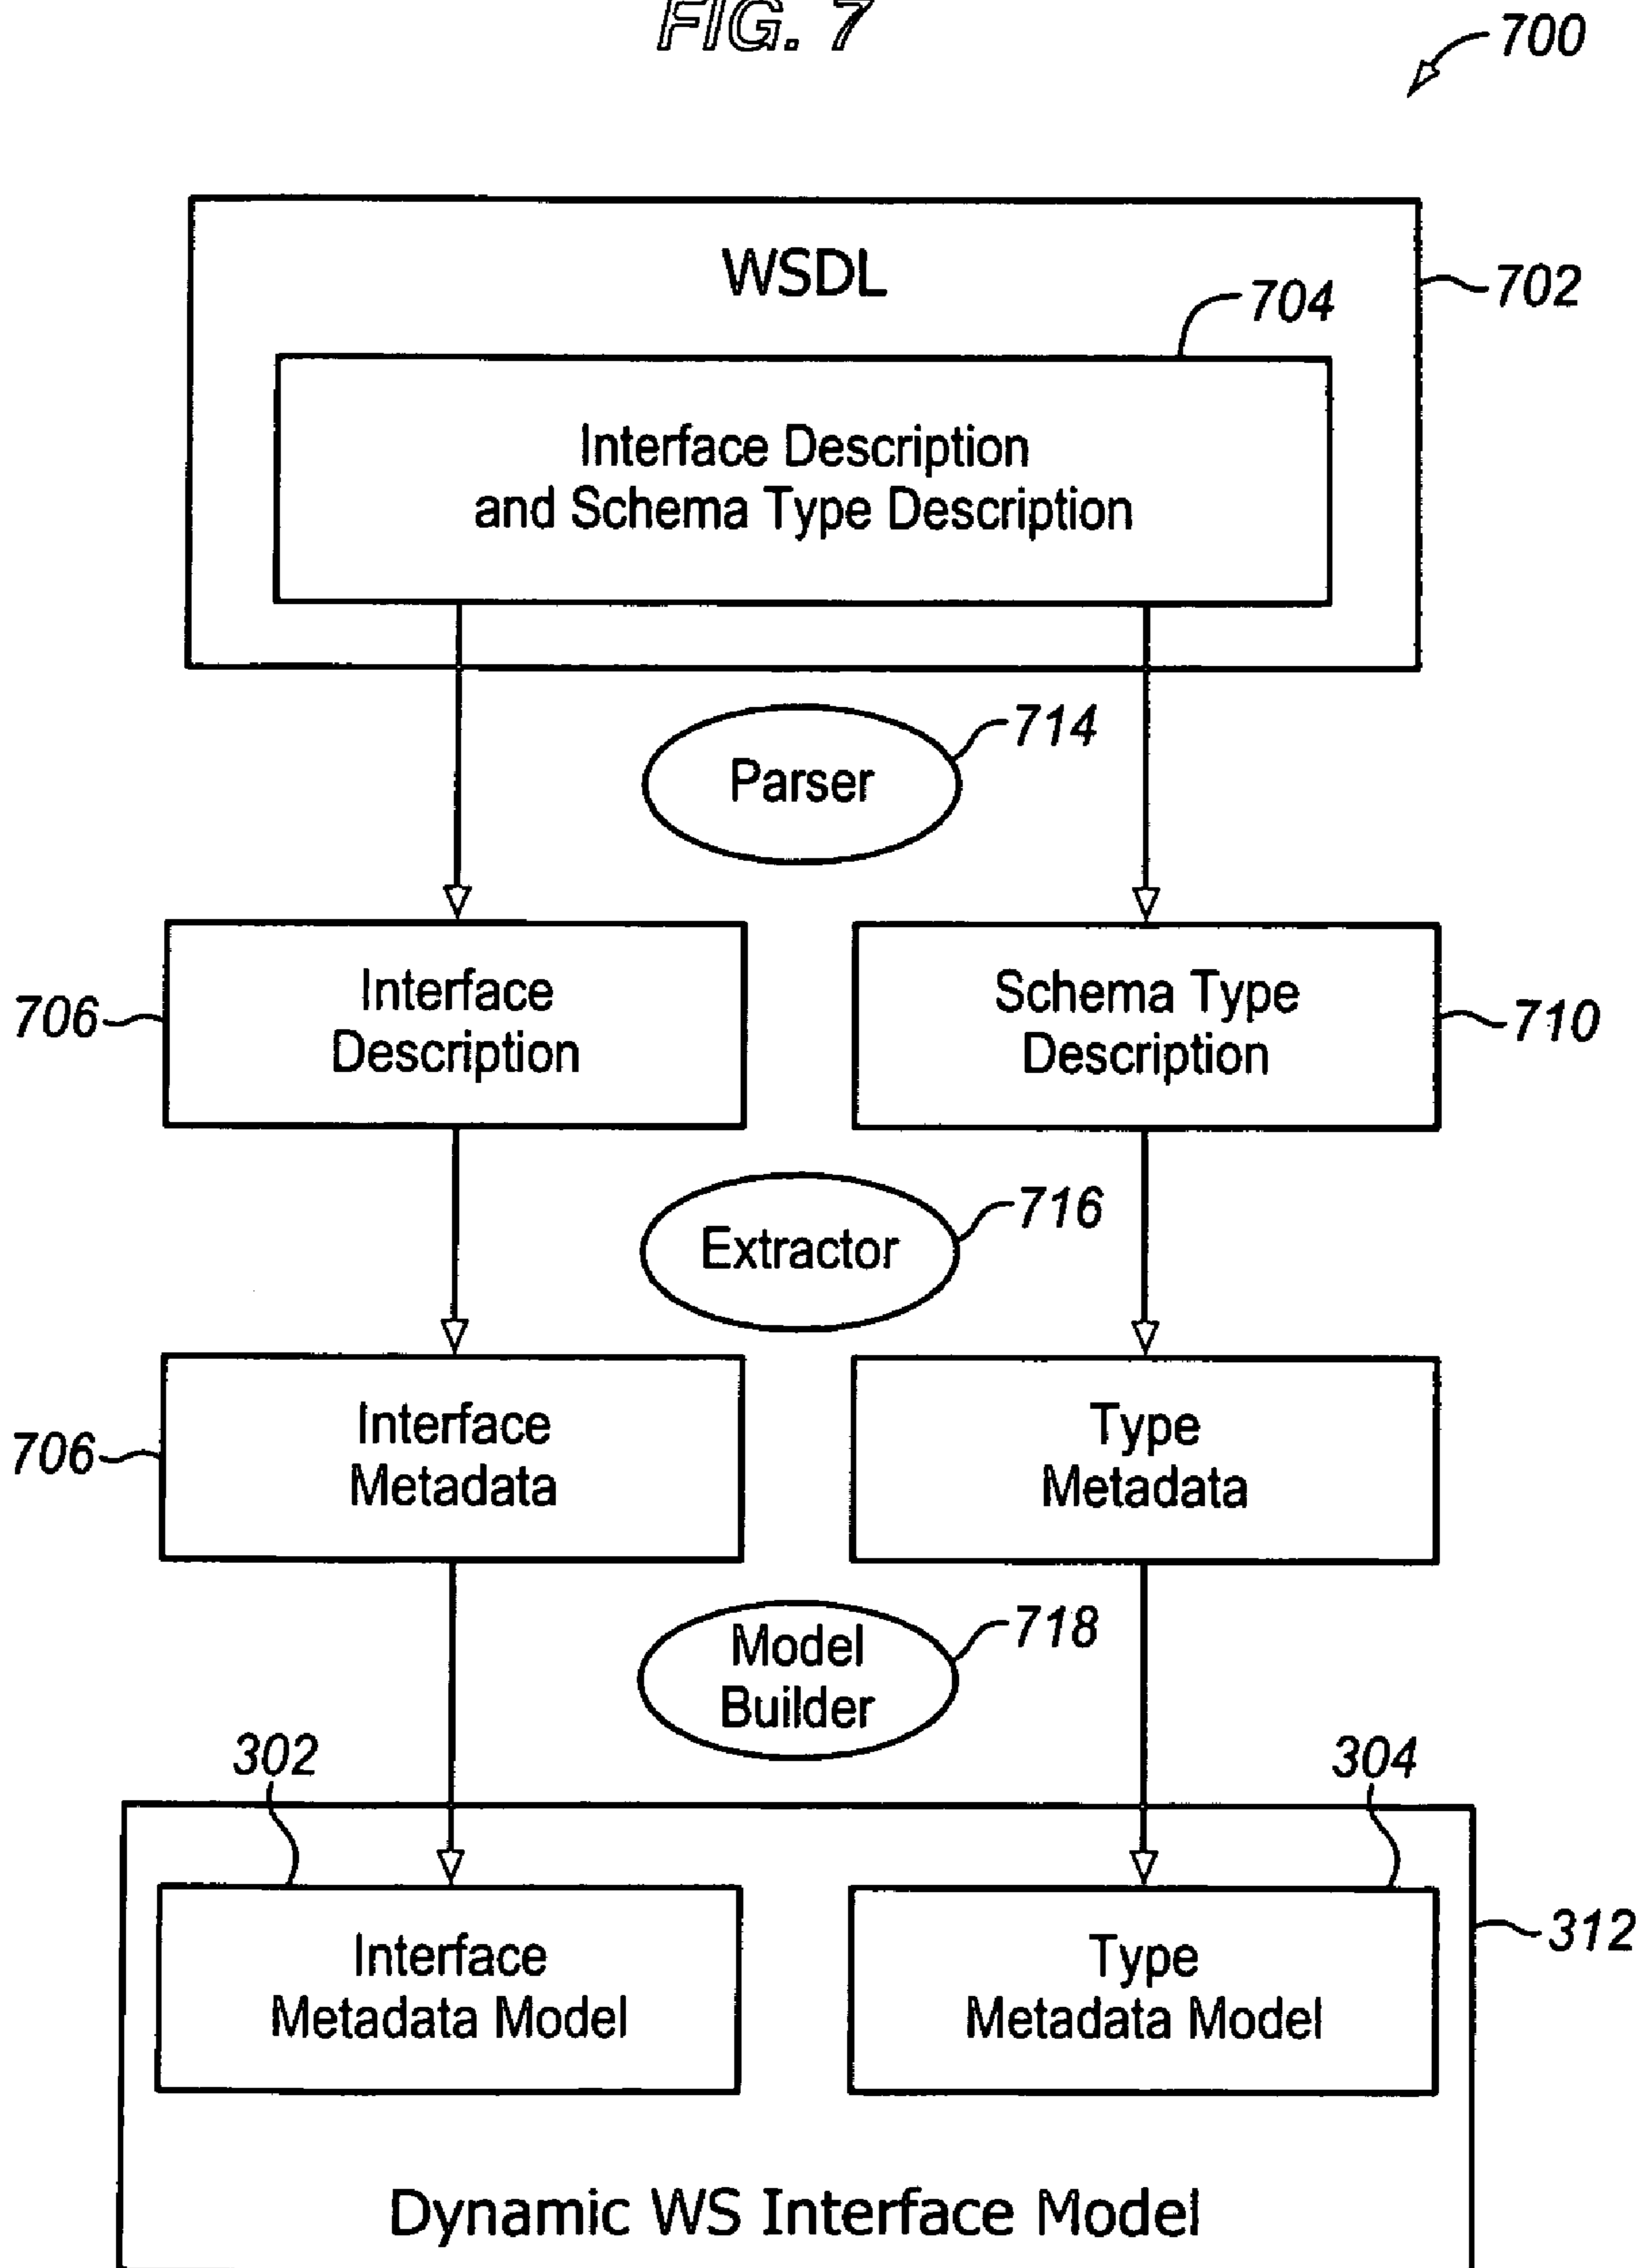 FIG. 7
700
WSDL
702
704
Interface Description
and Schema Type Description
714
Parser
706
Interface
Description
Schema Type
Description
710
716
Extractor
706
Interface
Metadata
Type
Metadata
718
Model
Builder
302
304
312
Interface
Metadata Model
Type
Metadata Model
Dynamic WS Interface Model